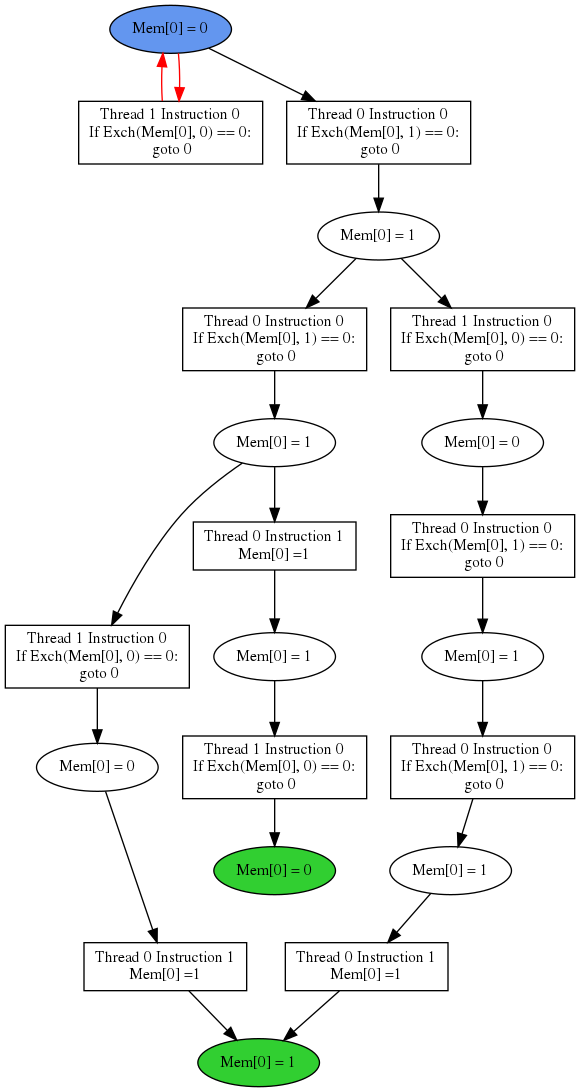 Mem[0] = 0
Thread 1 Instruction 0
If Exch(Mem[0], 0) == 0:
goto 0
Thread 0 Instruction 0
If Exch(Mem[0], 1) == 0:
goto 0
Mem[0] = 1
Thread 0 Instruction 0
If Exch(Mem[0], 1) == 0:
goto 0
Thread 1 Instruction 0
If Exch(Mem[0], 0) == 0:
goto 0
Mem[0] = 1
Mem[0] = 0
Thread 0 Instruction 1
Mem[0] =1
Thread 0 Instruction 0
If Exch(Mem[0], 1) == 0:
goto 0
Thread 1 Instruction 0
If Exch(Mem[0], 0) == 0:
goto 0
Mem[0] = 1
Mem[0] = 1
Mem[0] = 0
Thread 1 Instruction 0
If Exch(Mem[0], 0) == 0:
goto 0
Thread 0 Instruction 0
If Exch(Mem[0], 1) == 0:
goto 0
Mem[0] = 0
Mem[0] = 1
Thread 0 Instruction 1
Mem[0] =1
Thread 0 Instruction 1
Mem[0] =1
Mem[0] = 1